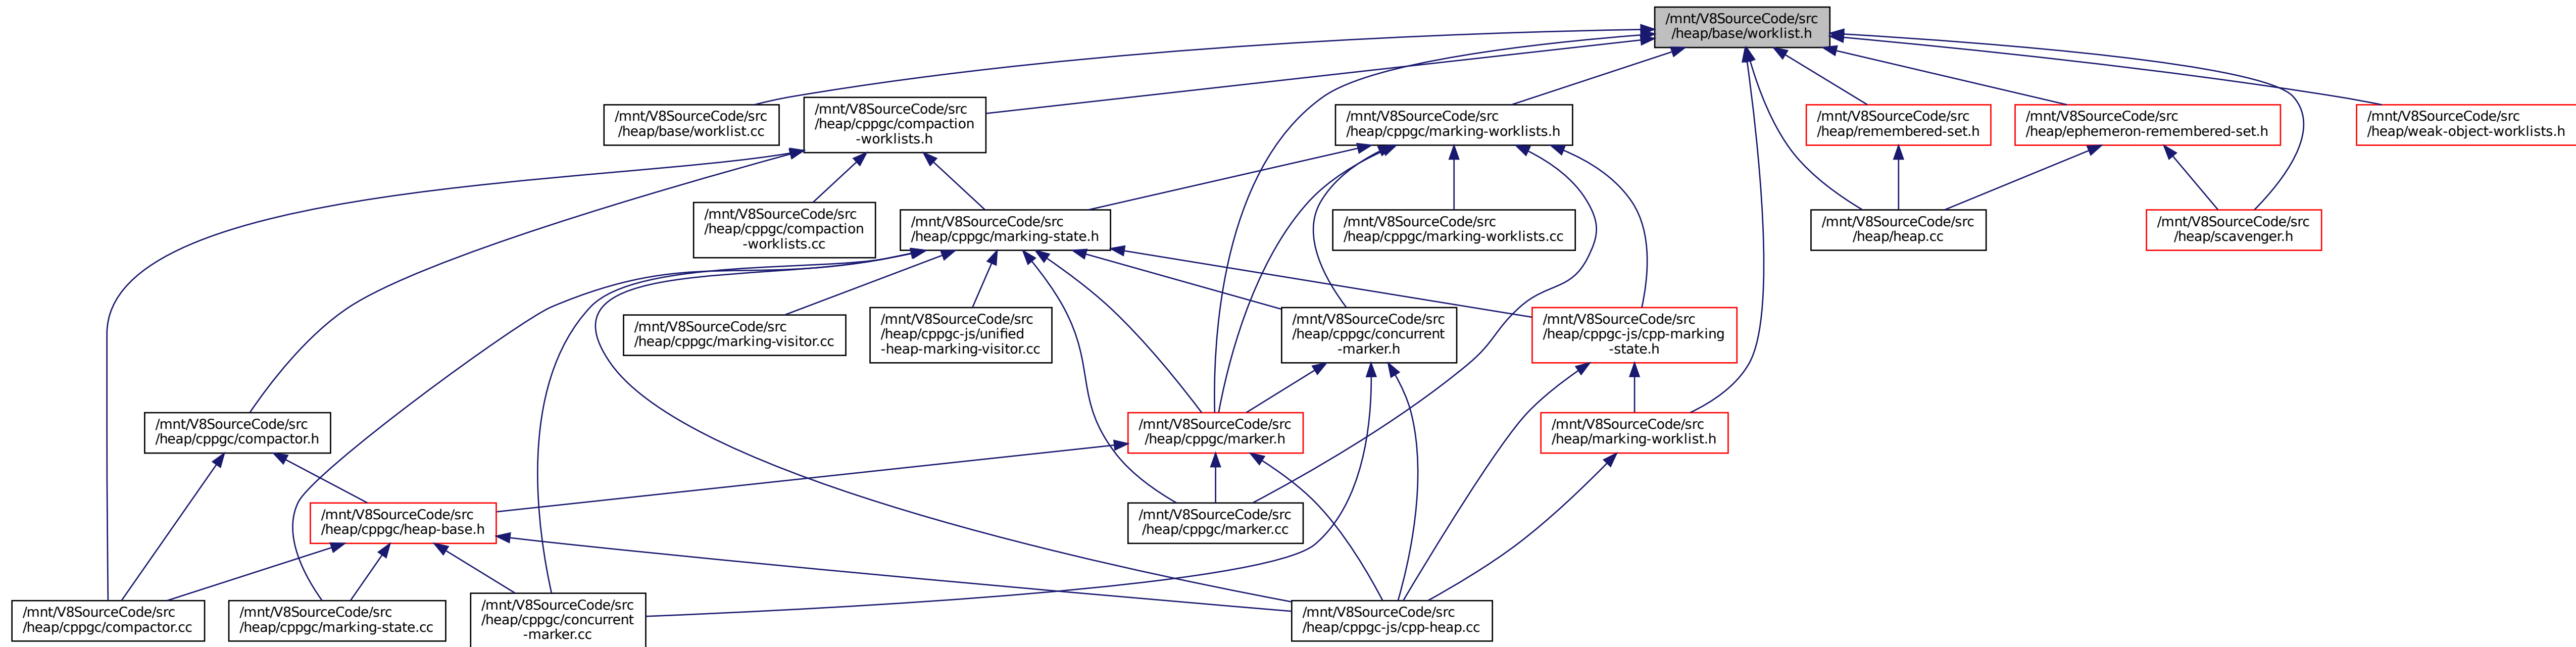 /mnt/V8SourceCode/src
/heap/base/worklist.h
/mnt/V8SourceCode/src
/heap/base/worklist.cc
/mnt/V8SourceCode/src
/heap/cppgc/compaction
-worklists.h
/mnt/V8SourceCode/src
/heap/cppgc/marking-worklists.h
/mnt/V8SourceCode/src
/heap/remembered-set.h
/mnt/V8SourceCode/src
/heap/ephemeron-remembered-set.h
/mnt/V8SourceCode/src
/heap/weak-object-worklists.h
/mnt/V8SourceCode/src
/heap/cppgc/compaction
-worklists.cc
/mnt/V8SourceCode/src
/heap/cppgc/marking-state.h
/mnt/V8SourceCode/src
/heap/cppgc/marking-worklists.cc
/mnt/V8SourceCode/src
/heap/heap.cc
/mnt/V8SourceCode/src
/heap/scavenger.h
/mnt/V8SourceCode/src
/heap/cppgc/marking-visitor.cc
/mnt/V8SourceCode/src
/heap/cppgc-js/unified
-heap-marking-visitor.cc
/mnt/V8SourceCode/src
/heap/cppgc/concurrent
-marker.h
/mnt/V8SourceCode/src
/heap/cppgc-js/cpp-marking
-state.h
/mnt/V8SourceCode/src
/heap/cppgc/compactor.h
/mnt/V8SourceCode/src
/heap/cppgc/marker.h
/mnt/V8SourceCode/src
/heap/marking-worklist.h
/mnt/V8SourceCode/src
/heap/cppgc/heap-base.h
/mnt/V8SourceCode/src
/heap/cppgc/marker.cc
/mnt/V8SourceCode/src
/heap/cppgc/compactor.cc
/mnt/V8SourceCode/src
/heap/cppgc/marking-state.cc
/mnt/V8SourceCode/src
/heap/cppgc/concurrent
-marker.cc
/mnt/V8SourceCode/src
/heap/cppgc-js/cpp-heap.cc